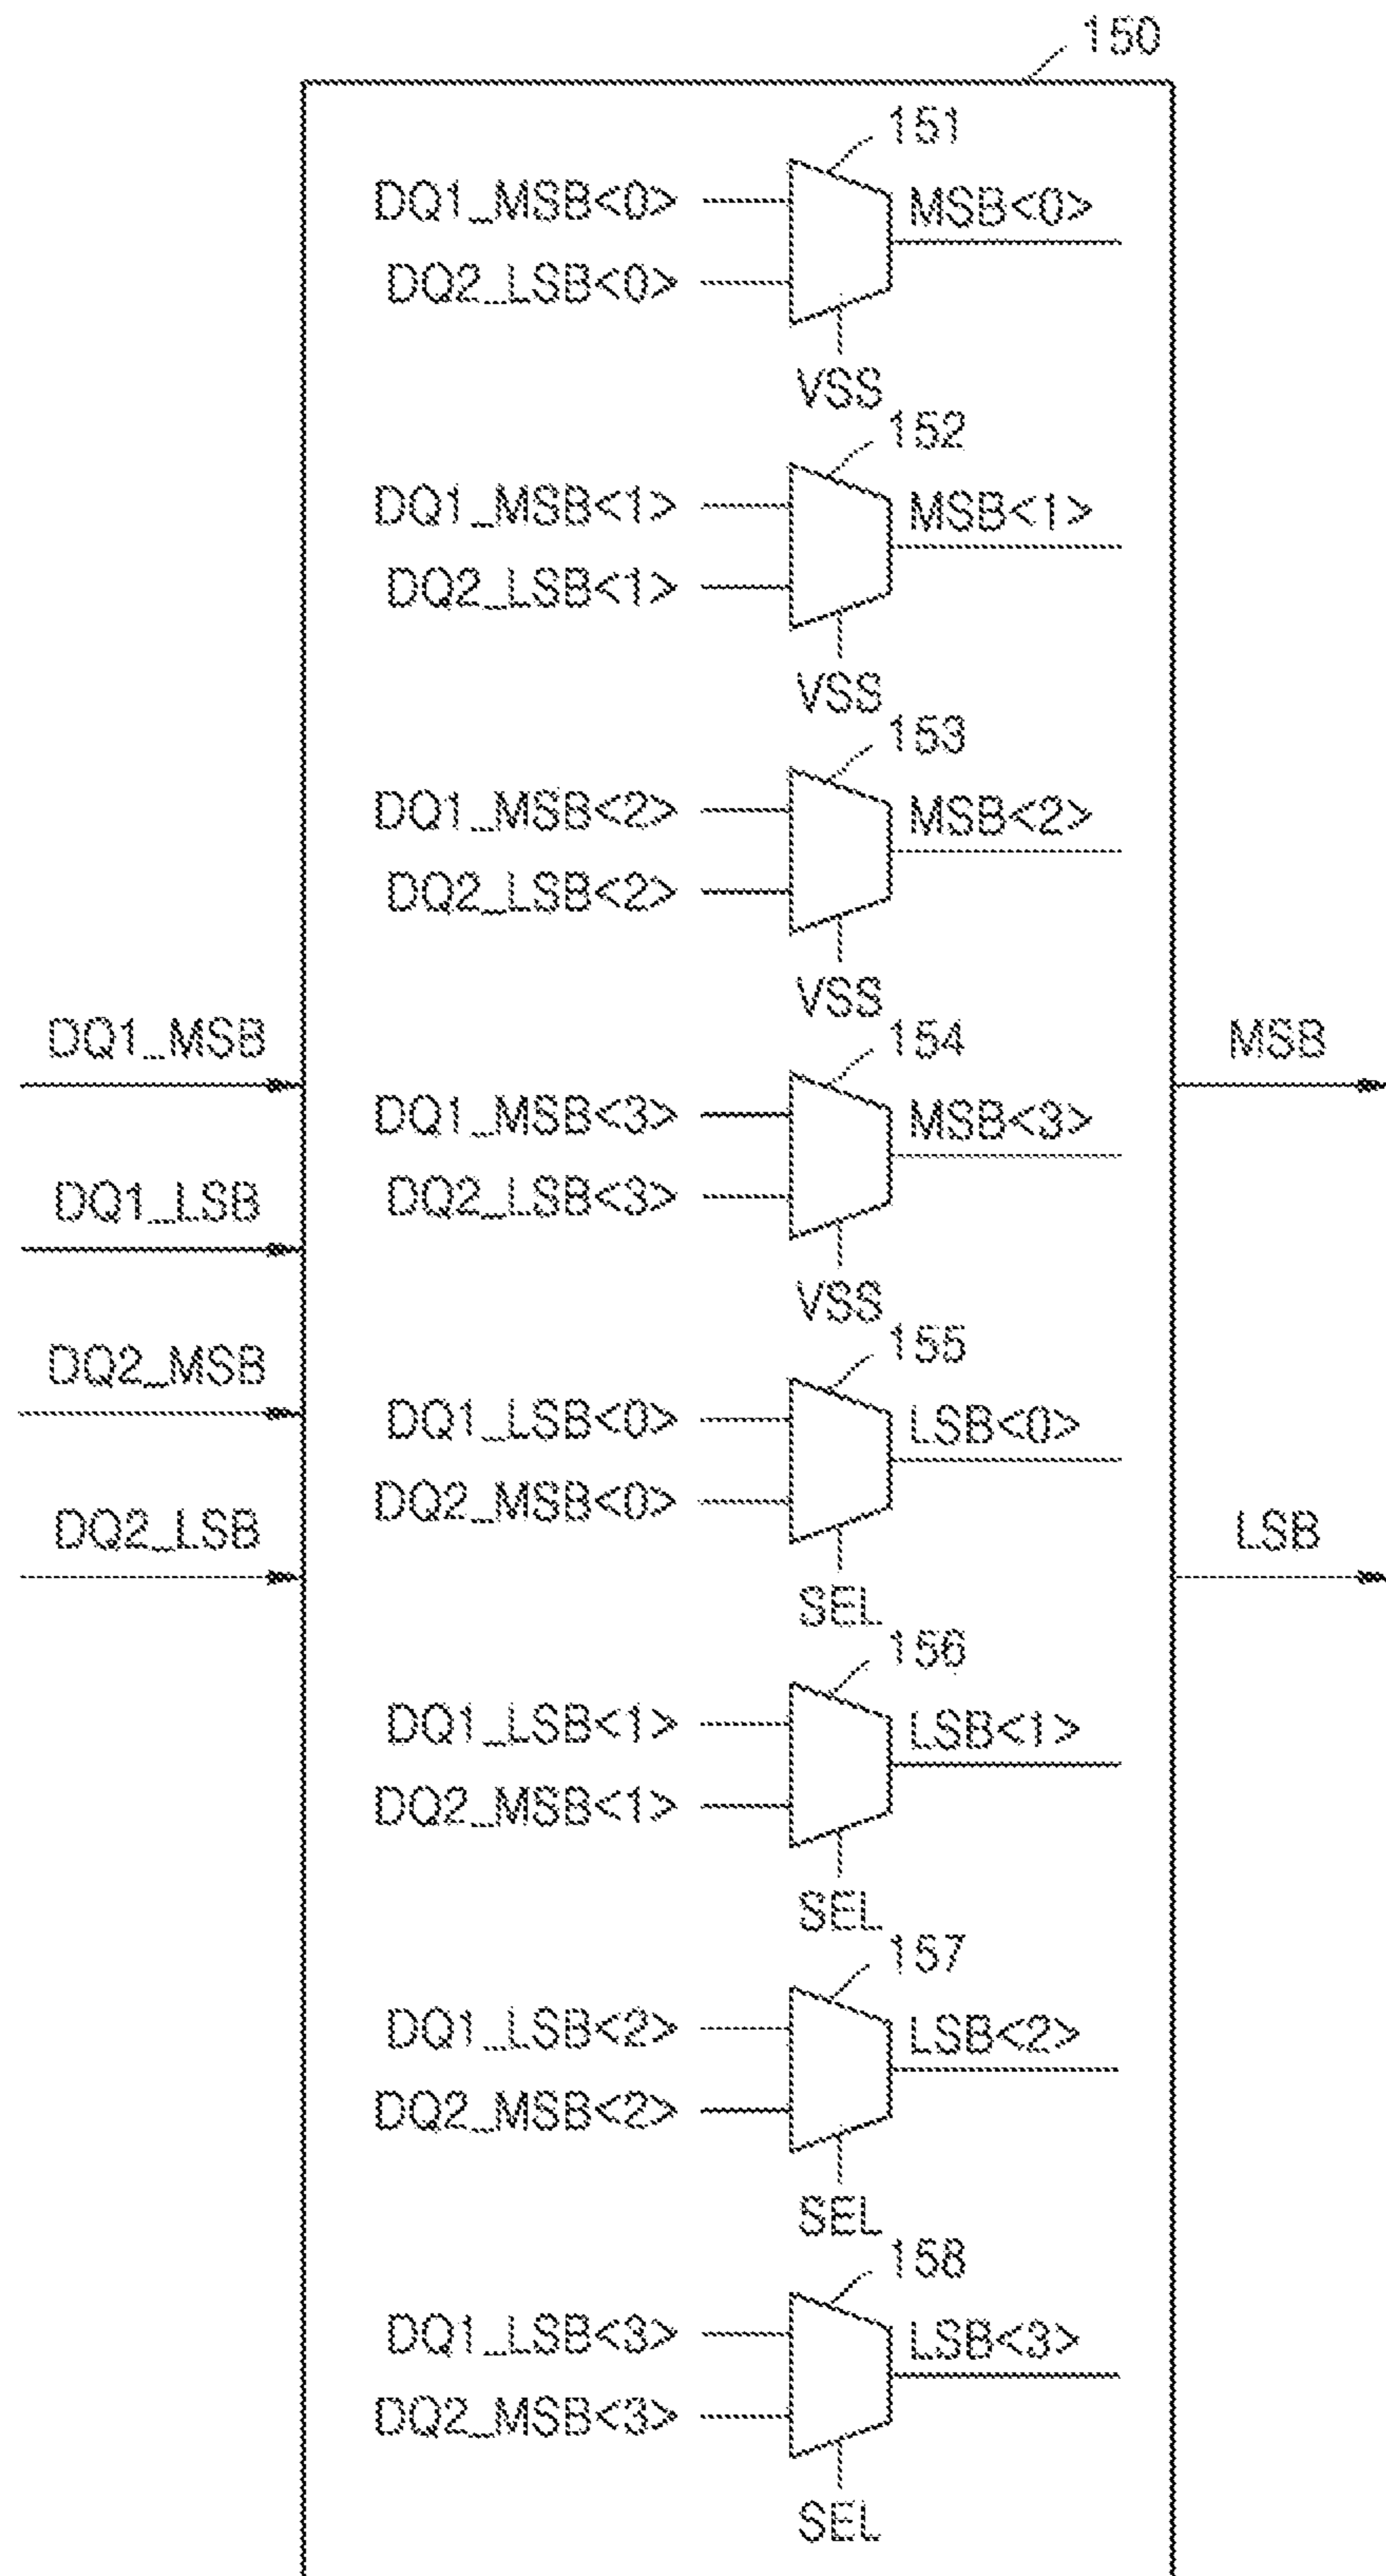 150
151
DQ1_MSB<0>
MSB<0>
DQ2_LSB<0>
VSS
152
DQ1_MSB<1>
MSB<1>
DQ2_LSB<1>
VSS
153
DQ1_MSB<2>
MSB<2>
DQ2_LSB<2>
VSS
154
DQ1_MSB
MSB
DQ1_MSB<3>
MSB<3>
DQ2_LSB<3>
DQ1_LSB
VSS
155
DQ2_MSB
DQ1_LSB<0>
LSB<0>
DQ2_MSB<0>
DQ2_LSB
LSB
SEL
156
DQ1_LSB<1>
LSB<1>
DQ2_MSB<1>
SEL
157
DQ1_LSB<2>
LSB<2>
DQ2_MSB<2>
SEL
158
DQ1_LSB<3>
LSB<3>
DQ2_MSB<3>
SEL